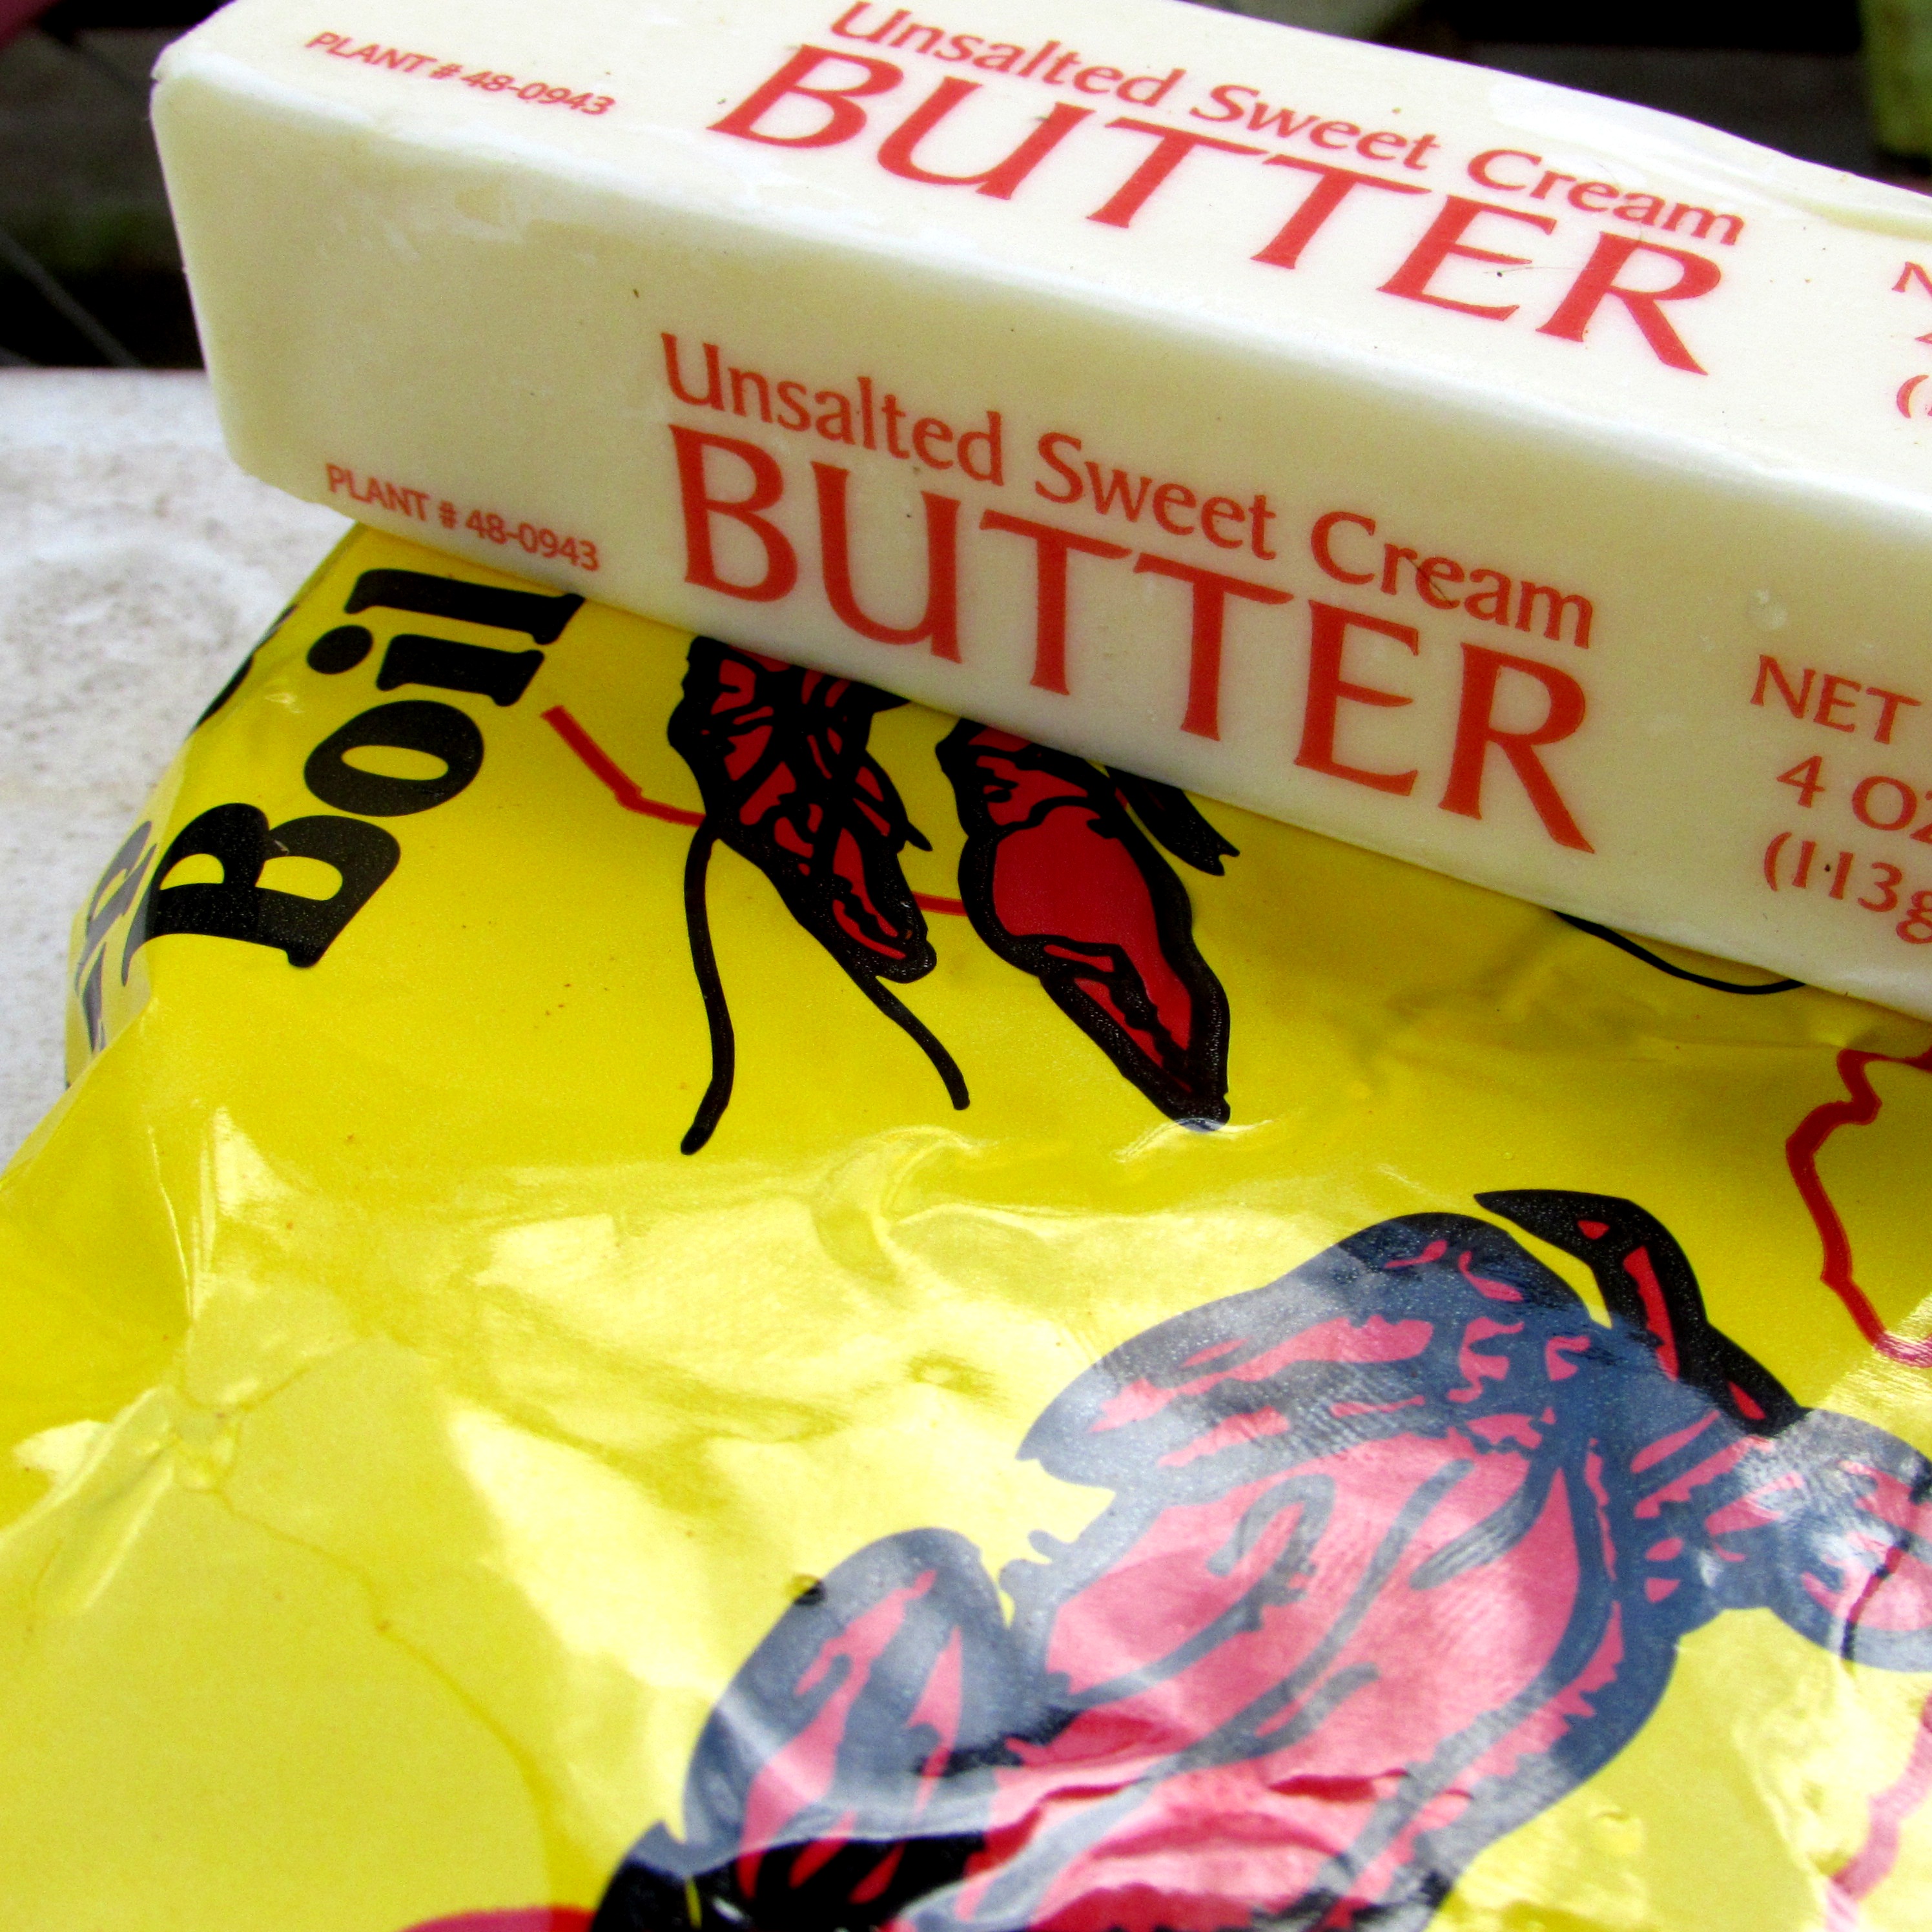 PLANT # 48-0943
Unsalted Sweet Cream
BUTTER
PLANT # 48-0943
Unsalted Sweet Cream
BUTTER
NET
4 OZ
(113g
Boil